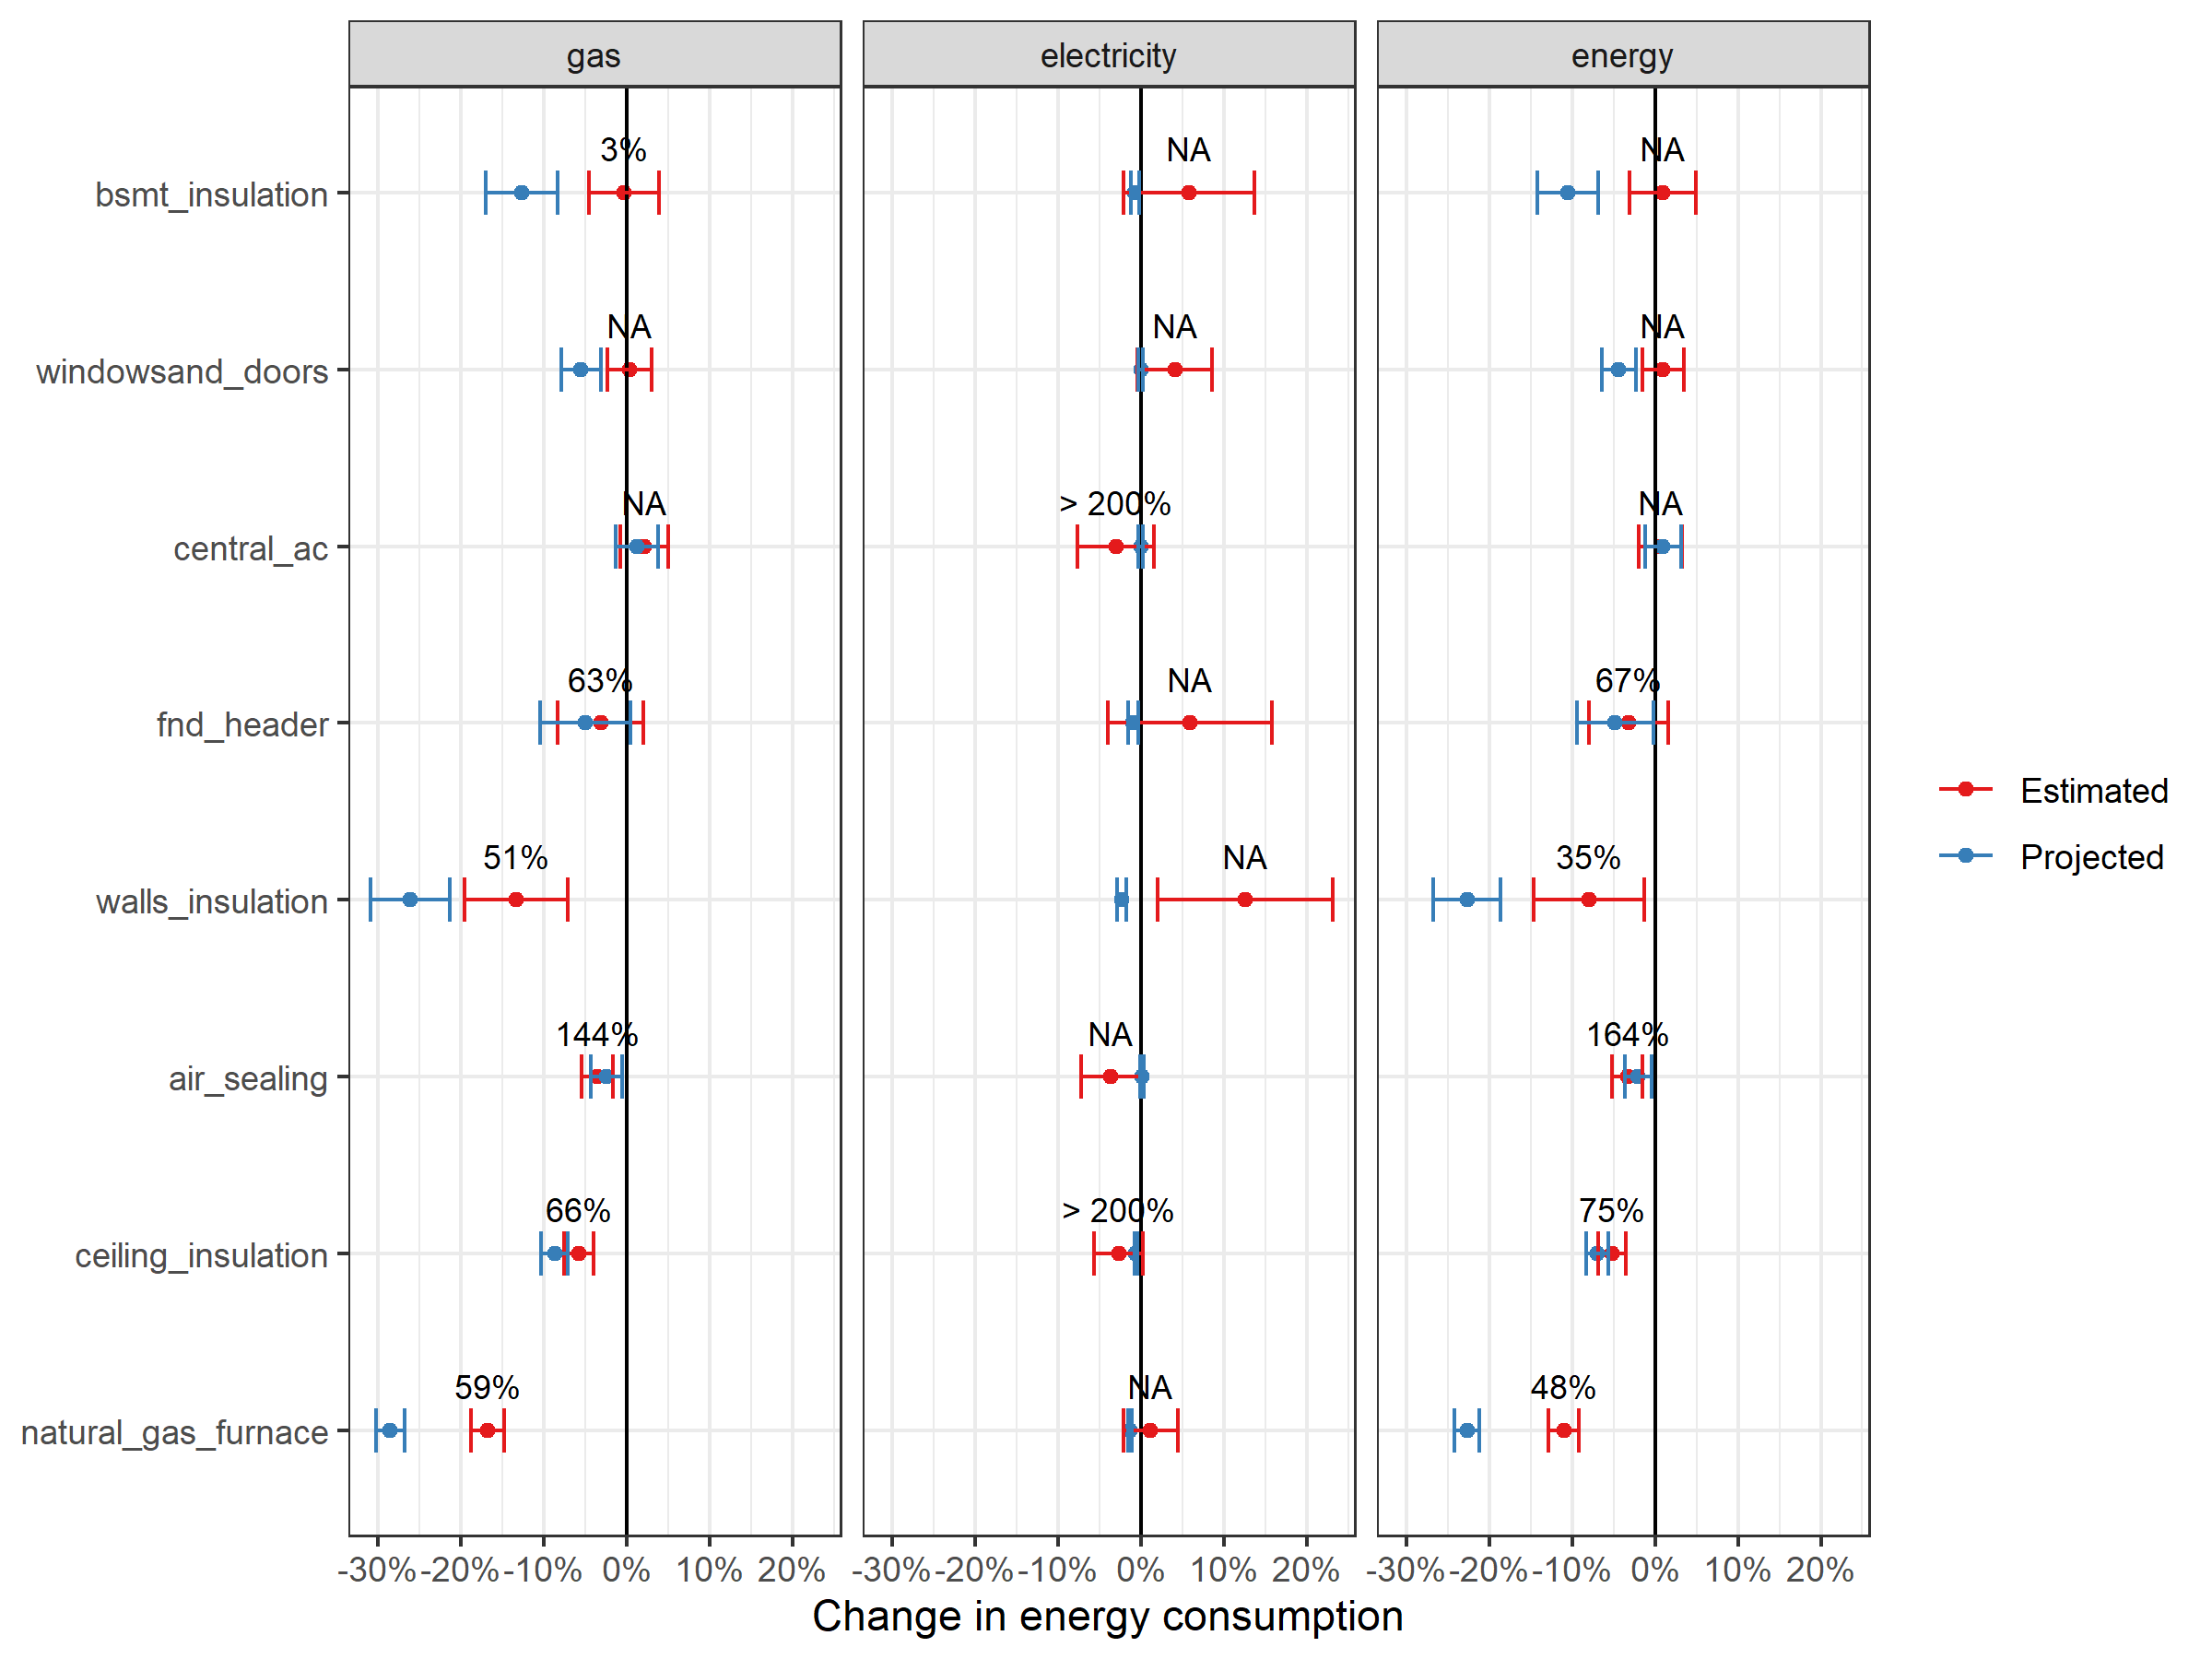 gas electricity energy
bsmt_insulation 3% NA NA
windowsand_doors NA NA NA
central_ac NA > 200% NA
fnd_header 63% NA 67%
walls_insulation 51% NA 35%
air_sealing 144% NA 164%
ceiling_insulation 66% > 200% 75%
natural_gas_furnace 59% NA 48%
Estimated
Projected
-30% -20% -10% 0% 10% 20% -30% -20% -10% 0% 10% 20% -30% -20% -10% 0% 10% 20%
Change in energy consumption